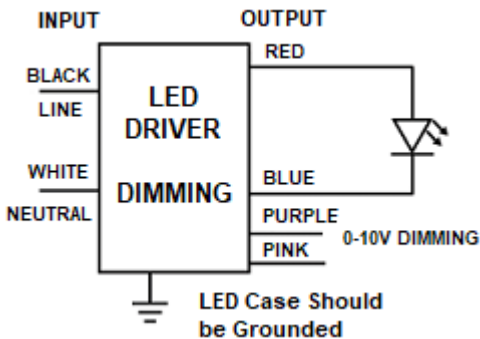 INPUT
OUTPUT
RED
BLACK
LINE
LED
DRIVER
DIMMING
WHITE
NEUTRAL
BLUE
PURPLE
0-10V DIMMING
PINK
LED Case Should
be Grounded